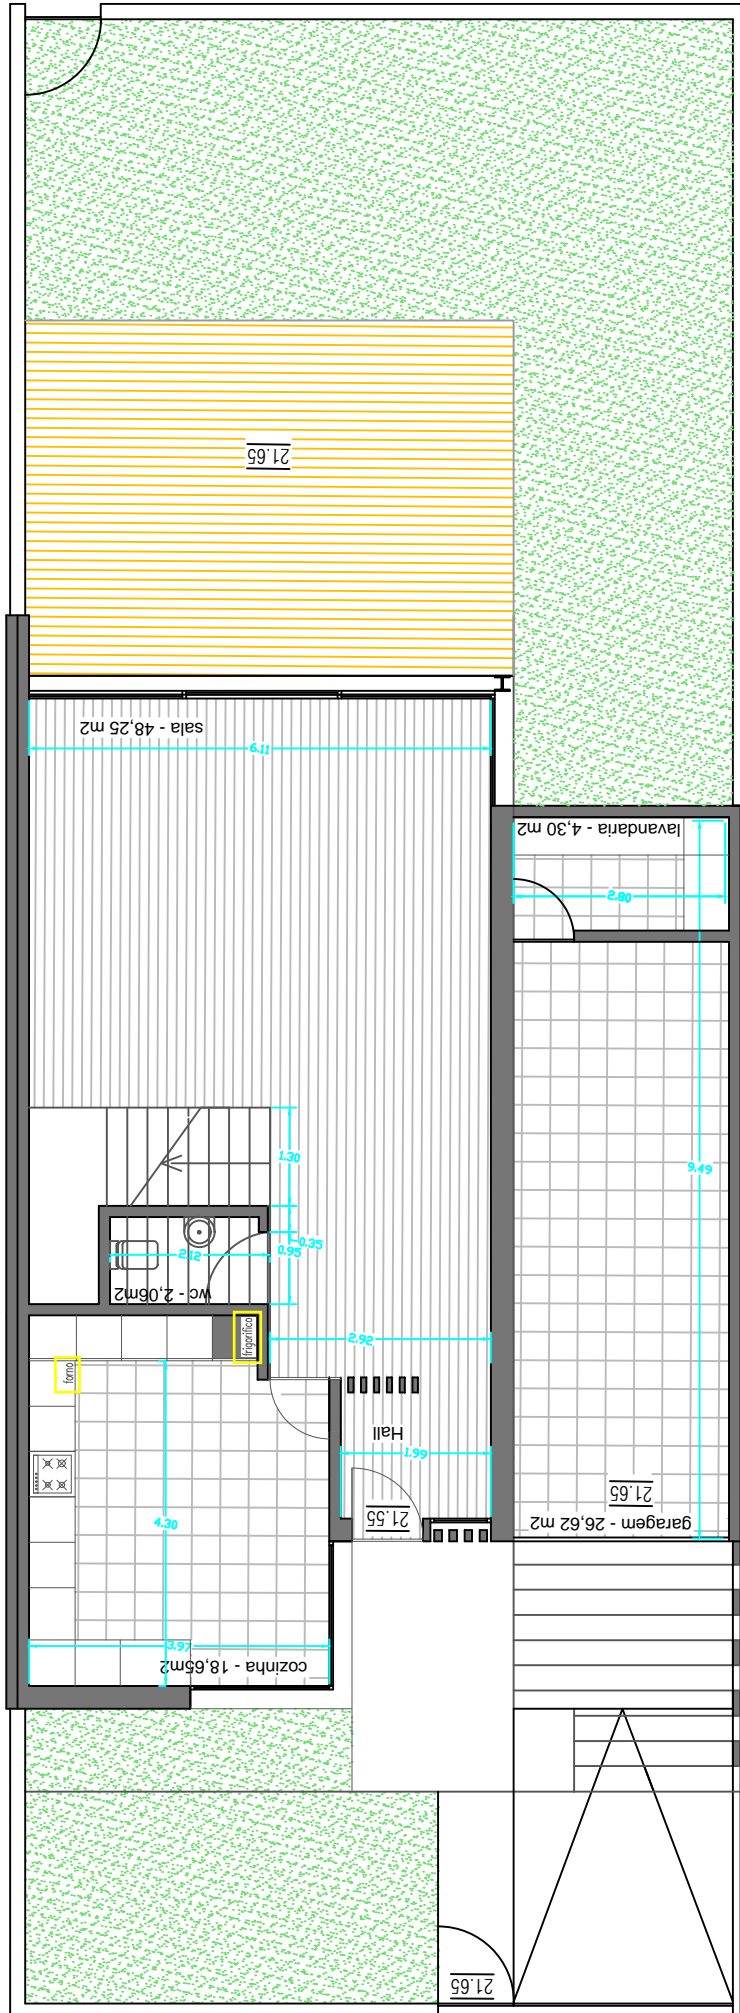 21.65
sala - 48,25 m2
6.11
lavandaria - 4,30 m2
2.80
9.49
1.30
0.35
0.95
2.12
wc - 2,06m2
frigorifico
2.92
forno
Hall
1.99
21.65
21.55
garagem - 26,62 m2
4.30
3.97
cozinha - 18,65m2
21.65